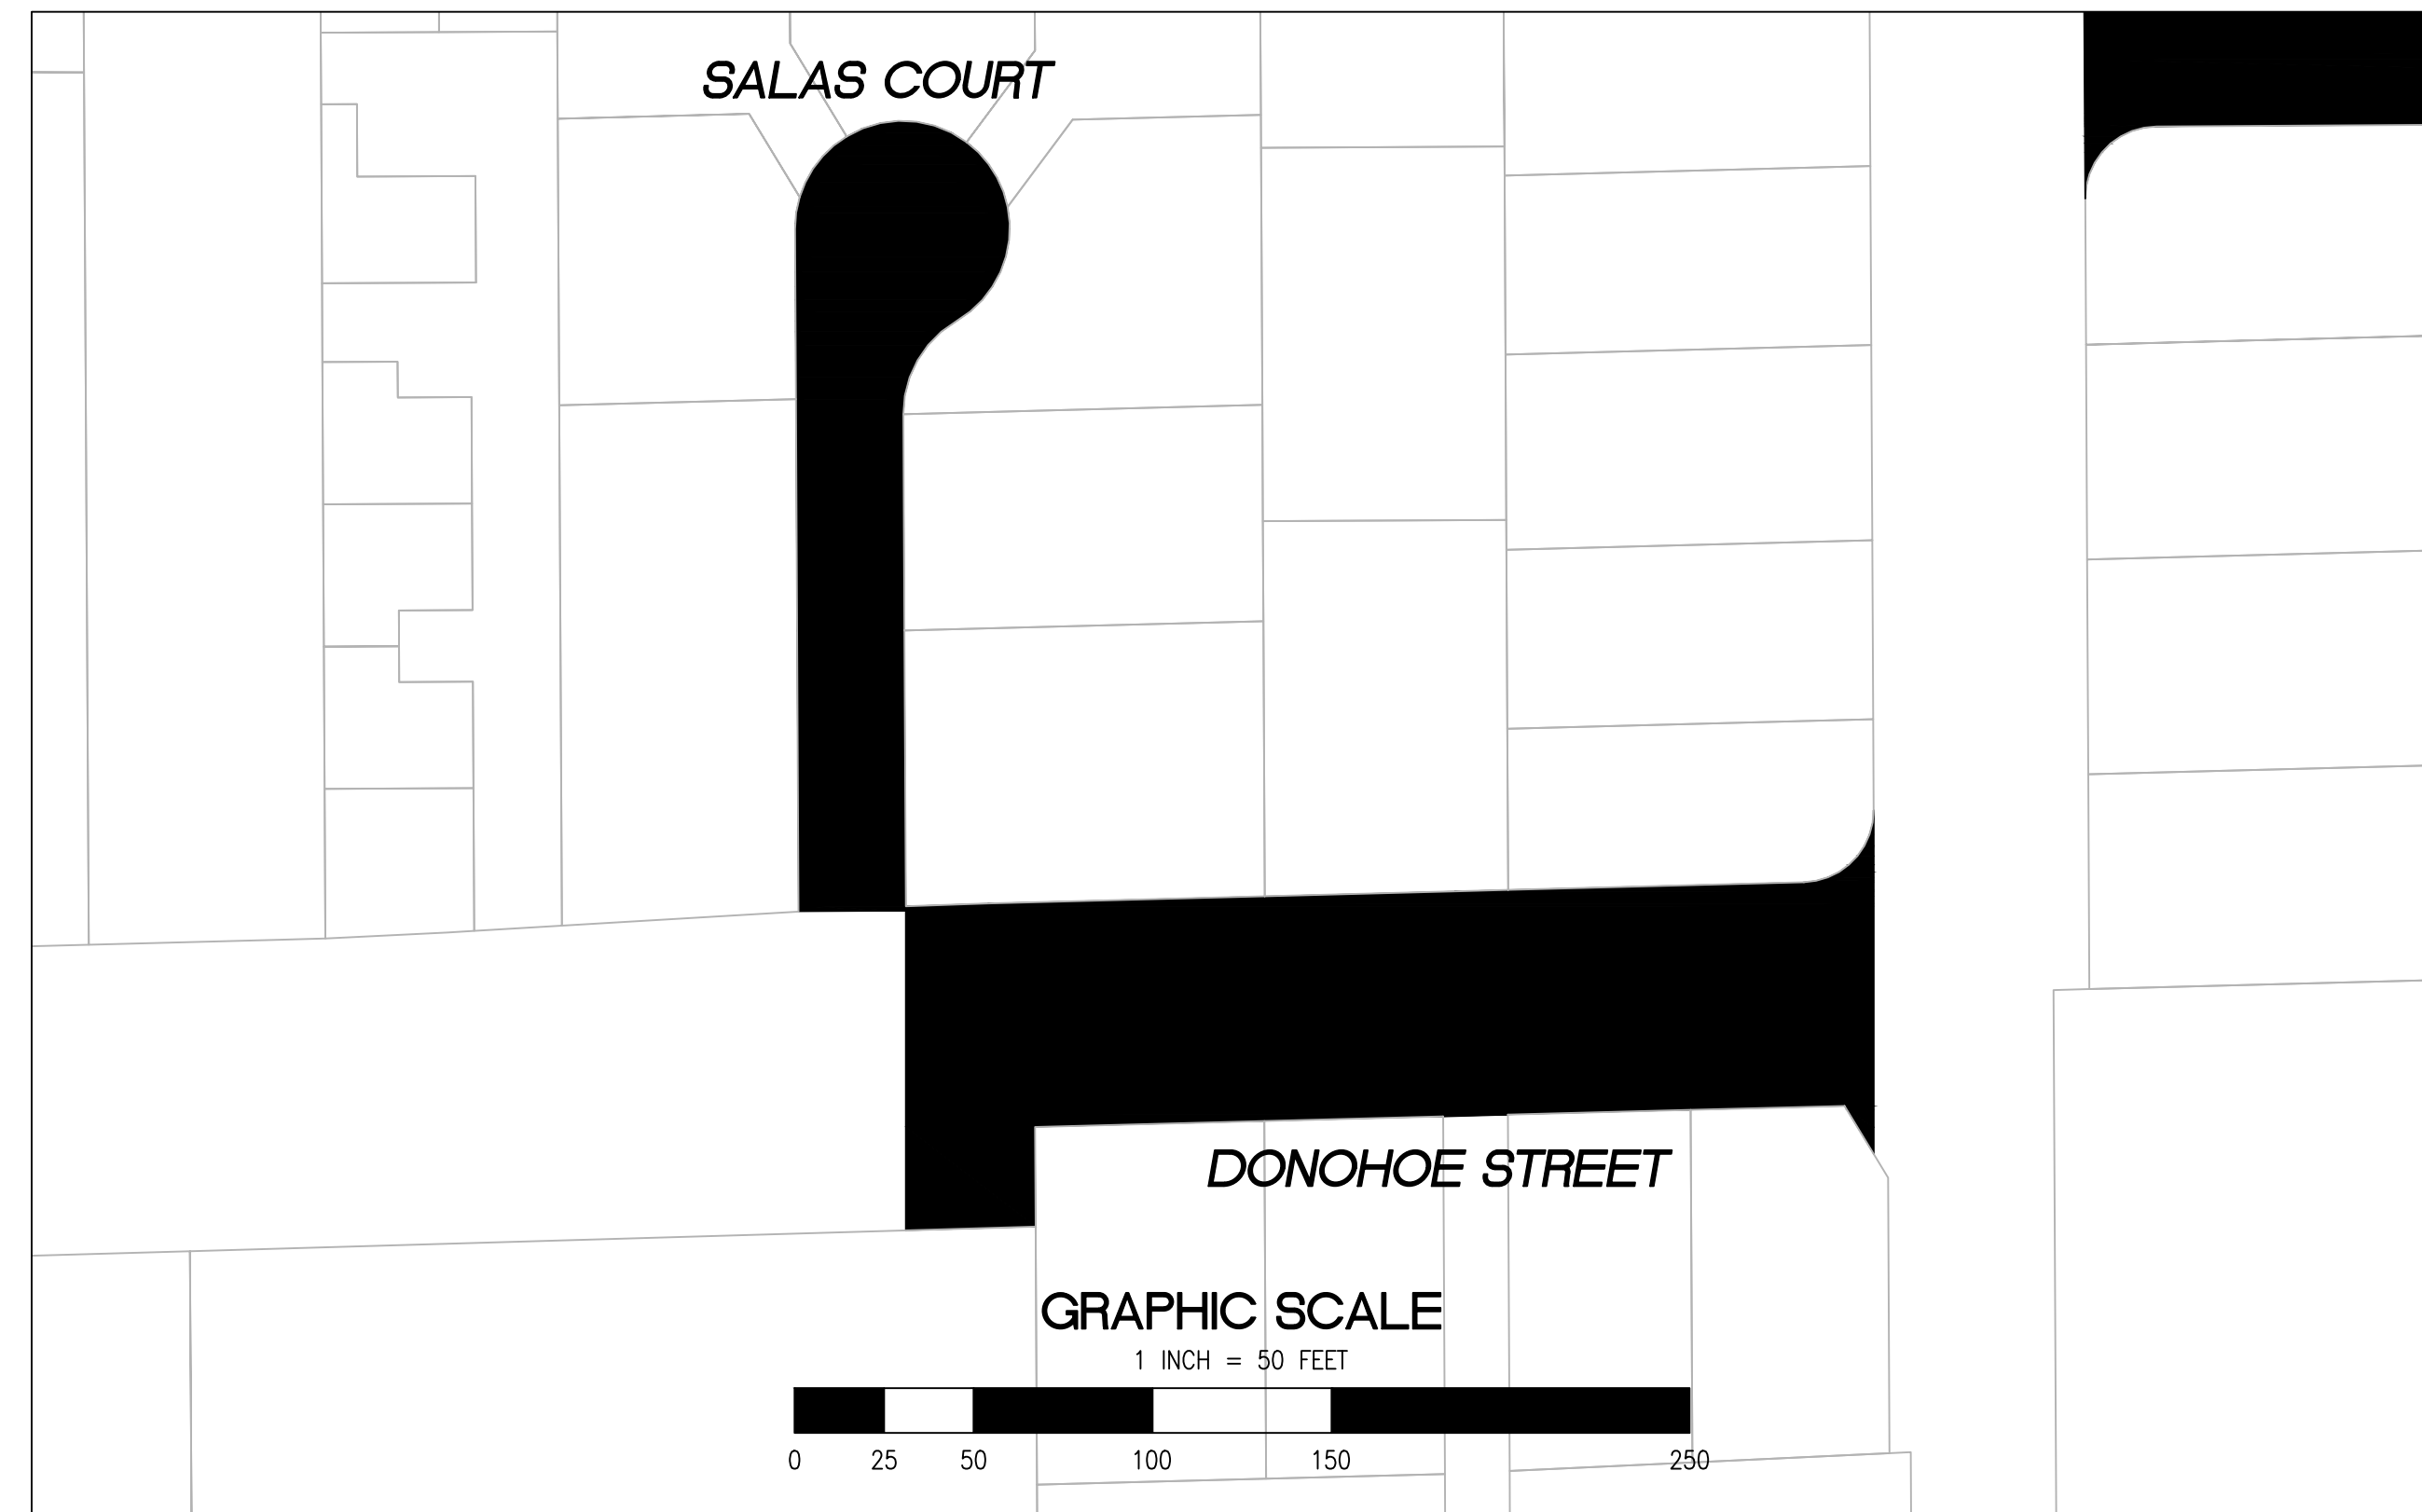 SALAS COURT
DONOHOE STREET
GRAPHIC SCALE
1 INCH = 50 FEET
0 25 50 100 150 250